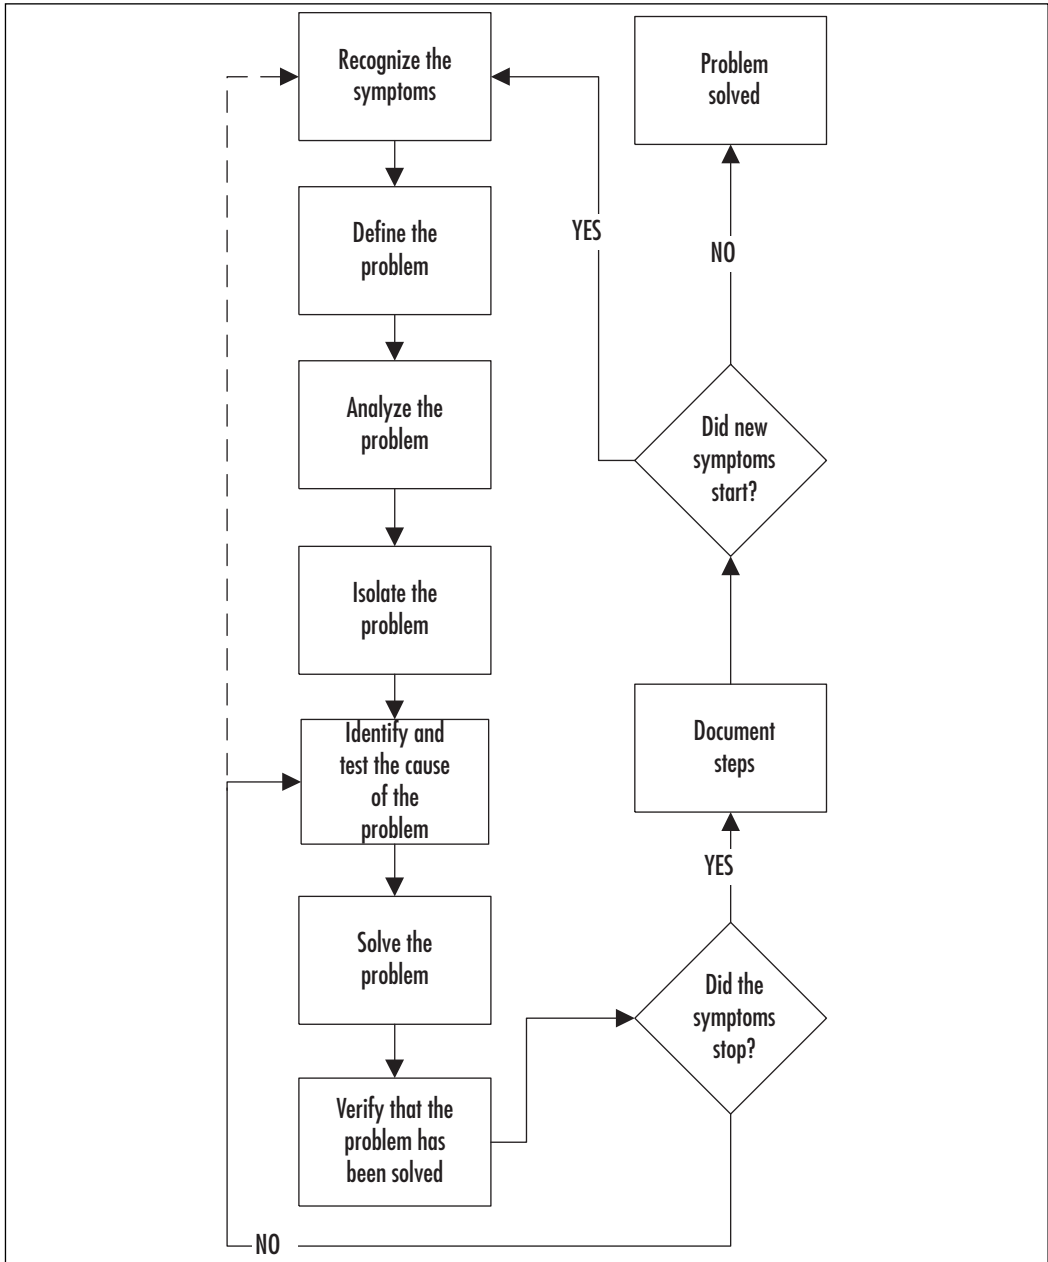 Recognize the
symptoms
Define the
problem
Analyze the
problem
Isolate the
problem
Identify and
test the cause
of the
problem
Solve the
problem
Verify that the
problem has
been solved
NO
Did the
symptoms
stop?
YES
Document
steps
Did new
symptoms
start?
YES
NO
Problem
solved